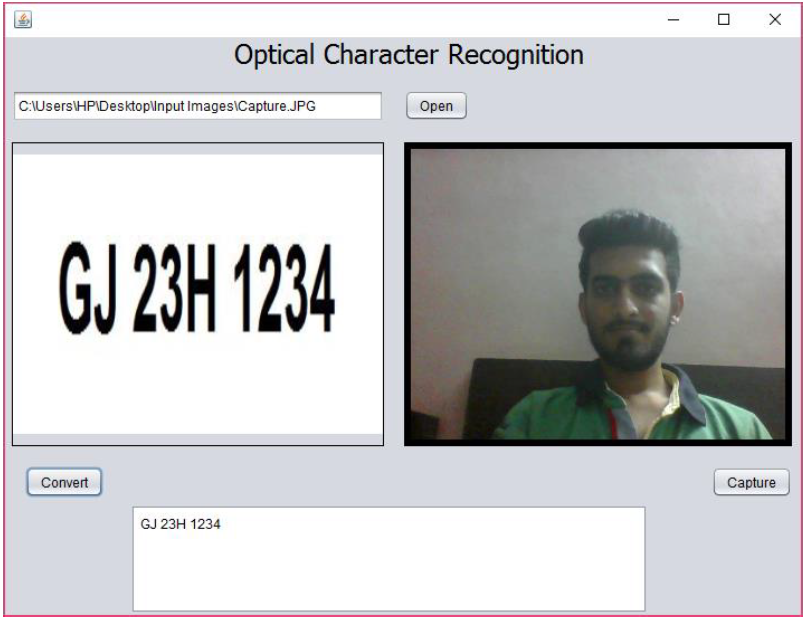 Optical Character Recognition
C:\Users\HP\Desktop\Input Images\Capture.JPG
Open
GJ 23H 1234
Convert
Capture
GJ 23H 1234